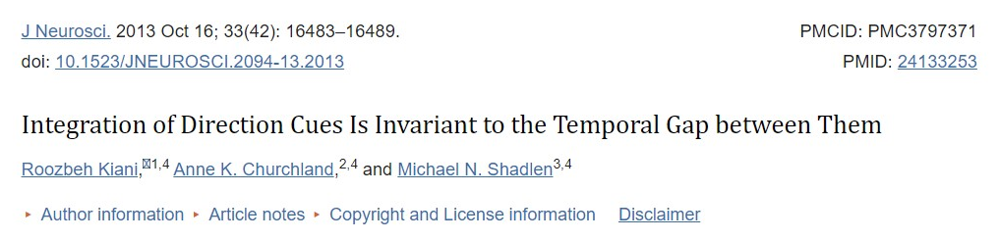 J Neurosci. 2013 Oct 16; 33(42): 16483–16489.
PMCID: PMC3797371
doi: 10.1523/JNEUROSCI.2094-13.2013
PMID: 24133253
Integration of Direction Cues Is Invariant to the Temporal Gap between Them
Roozbeh Kiani,1,4 Anne K. Churchland,2,4 and Michael N. Shadlen3,4
Author information Article notes Copyright and License information Disclaimer